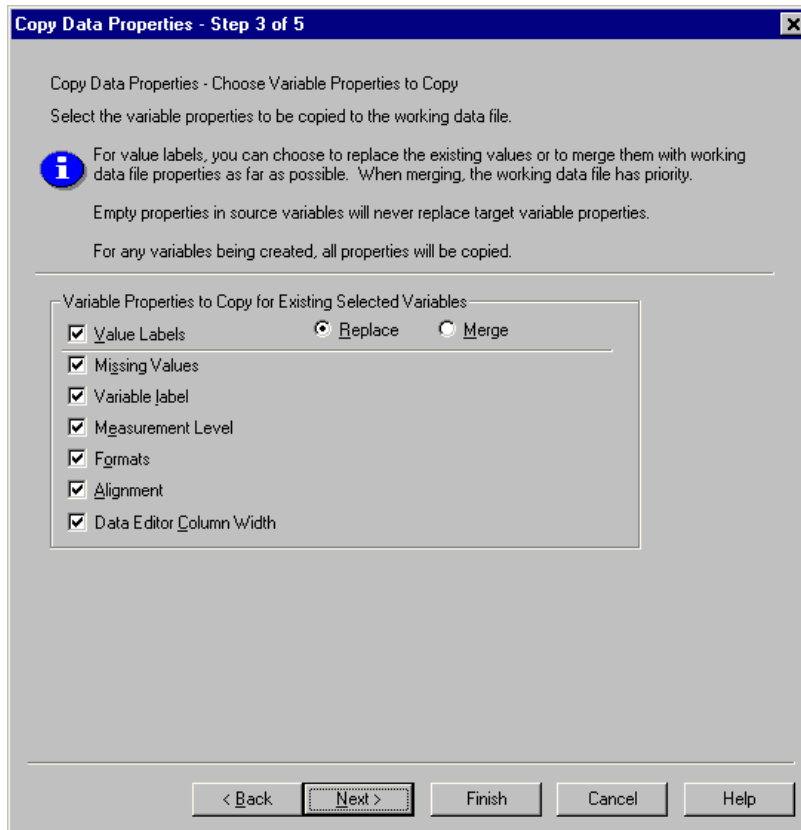 Copy Data Properties - Step 3 of 5
Copy Data Properties - Choose Variable Properties to Copy
Select the variable properties to be copied to the working data file.
For value labels, you can choose to replace the existing values or to merge them with working
data file properties as far as possible.  When merging, the working data file has priority.
Empty properties in source variables will never replace target variable properties.
For any variables being created, all properties will be copied.
Variable Properties to Copy for Existing Selected Variables
Value Labels Replace Merge
Missing Values
Variable label
Measurement Level
Formats
Alignment
Data Editor Column Width
< Back Next > Finish Cancel Help